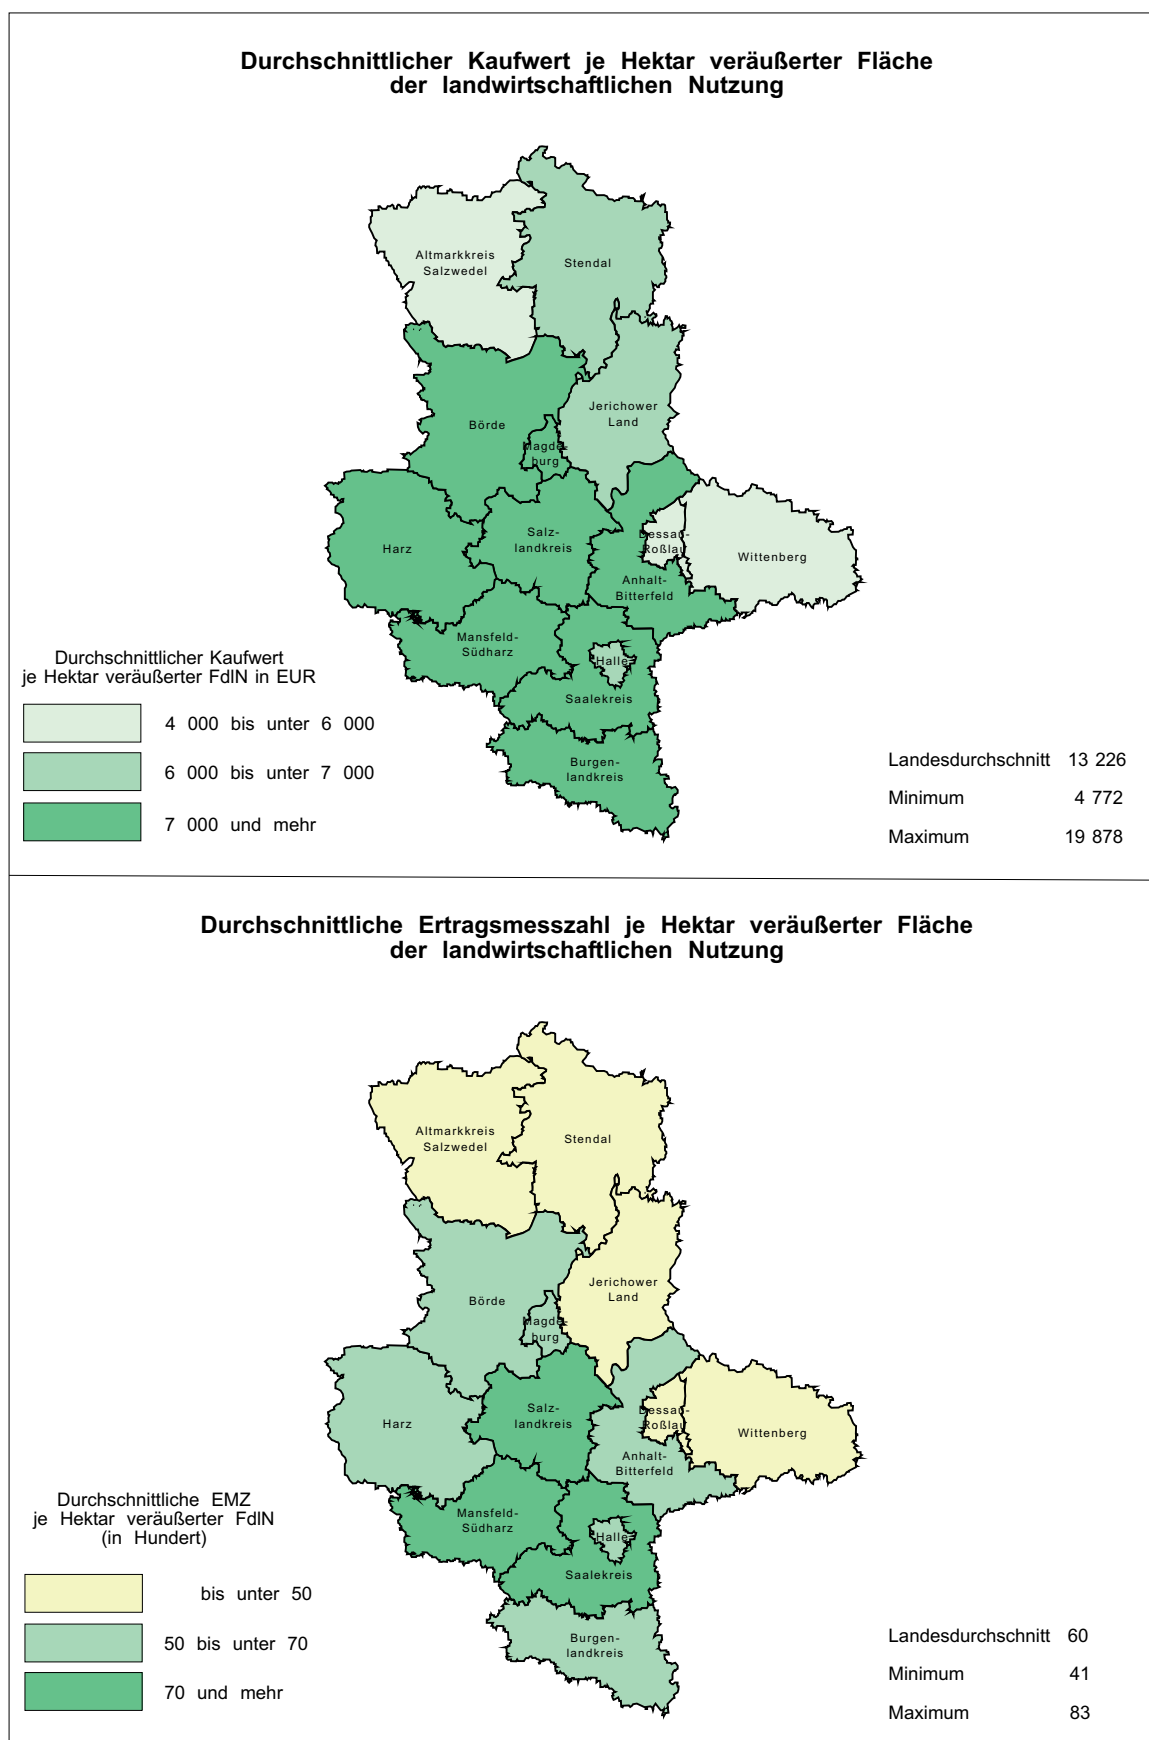 Durchschnittlicher Kaufwert je Hektar veräußerter Fläche
der landwirtschaftlichen Nutzung
Altmarkkreis
Salzwedel
Stendal
Jerichower
Land
Börde
Magde-
burg
Salz-
landkreis
Harz
Dessau-
Roßlau
Wittenberg
Anhalt-
Bitterfeld
Mansfeld-
Südharz
Halle
Saalekreis
Burgen-
landkreis
Durchschnittlicher Kaufwert
je Hektar veräußerter FdlN in EUR
4 000 bis unter 6 000
6 000 bis unter 7 000
7 000 und mehr
Landesdurchschnitt 13 226
Minimum 4 772
Maximum 19 878
Durchschnittliche Ertragsmesszahl je Hektar veräußerter Fläche
der landwirtschaftlichen Nutzung
Altmarkkreis
Salzwedel
Stendal
Jerichower
Land
Börde
Magde-
burg
Salz-
landkreis
Harz
Dessau-
Roßlau
Wittenberg
Anhalt-
Bitterfeld
Mansfeld-
Südharz
Halle
Saalekreis
Burgen-
landkreis
Durchschnittliche EMZ
je Hektar veräußerter FdlN
(in Hundert)
bis unter 50
50 bis unter 70
70 und mehr
Landesdurchschnitt 60
Minimum 41
Maximum 83